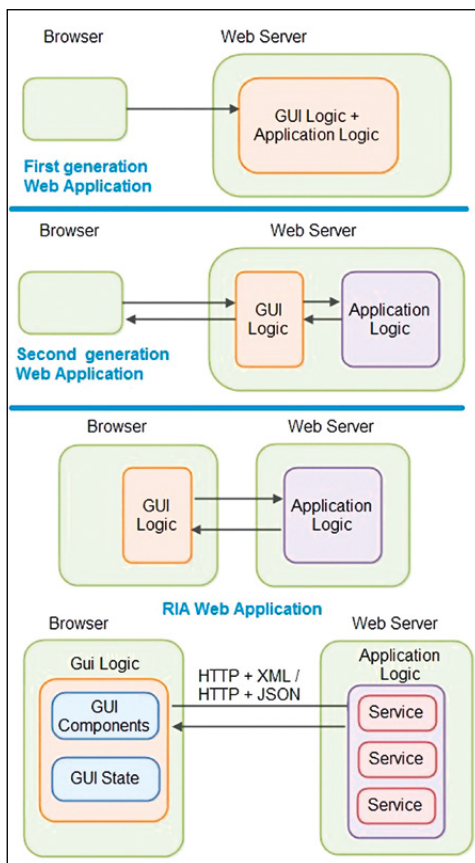 Browser
Web Server
GUI Logic +
Application Logic
First generation
Web Application
Browser
Web Server
GUI
Logic
Application
Logic
Second generation
Web Application
Browser
Web Server
GUI
Logic
Application
Logic
RIA Web Application
Browser
Web Server
Gui Logic
GUI
Components
GUI State
HTTP + XML /
HTTP + JSON
Application
Logic
Service
Service
Service